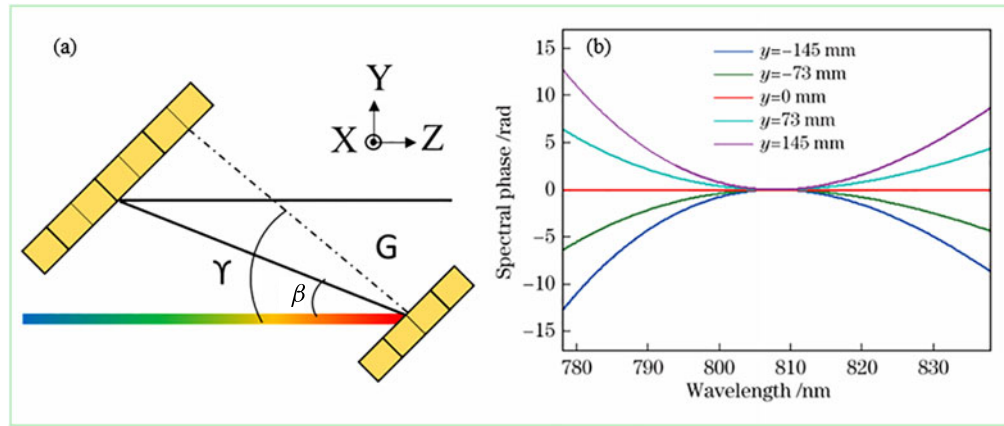 (a)
Y
X
Z
G
ϒ
β
(b)
y=−145 mm
y=−73 mm
y=0 mm
y=73 mm
y=145 mm
15
10
5
0
−5
−10
−15
Spectral phase /rad
780 790 800 810 820 830
Wavelength /nm